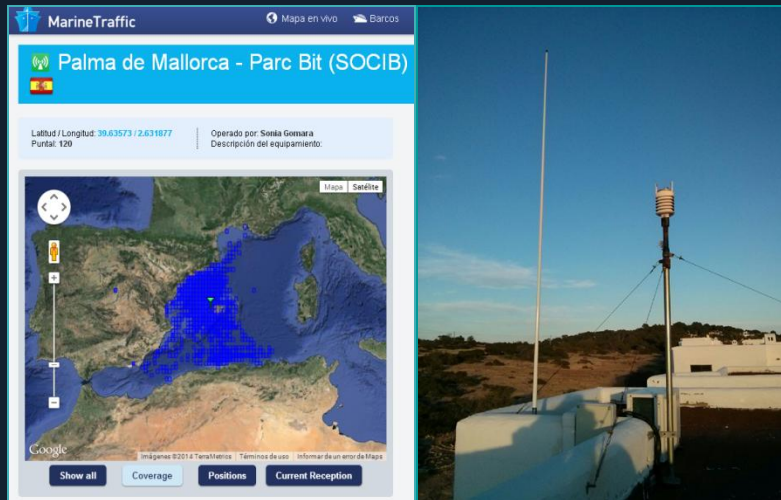 MarineTraffic
Mapa en vivo
Barcos
Palma de Mallorca - Parc Bit (SOCIB)
Latitud / Longitud: 39.63573 / 2.631877
Puntal: 120
Operado por: Sonia Gomara
Descripción del equipamiento:
Mapa
Satélite
Google
Imágenes ©2014 TerraMetrics
Términos de uso
Informar de un error de Maps
Show all
Coverage
Positions
Current Reception